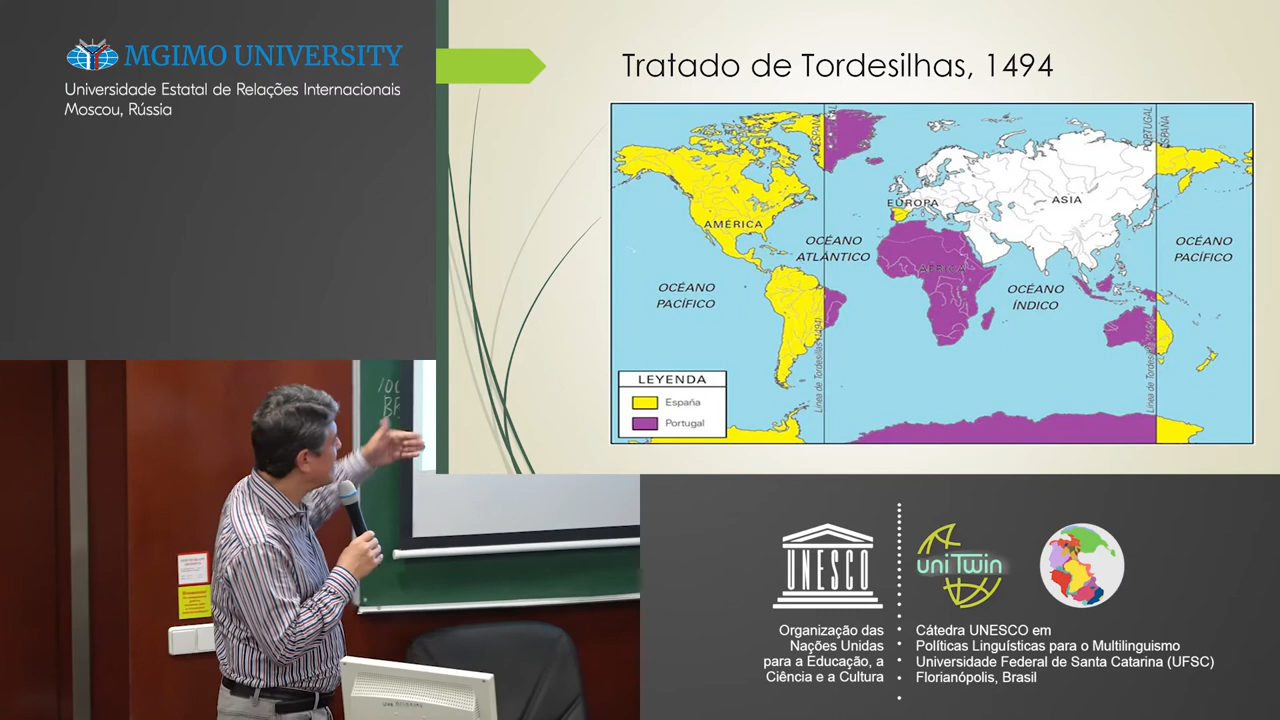 MGIMO UNIVERSITY
Universidade Estatal de Relações Internacionais
Moscou, Rússia
Tratado de Tordesilhas, 1494
PORTUGAL
ESPAÑA
EUROPA
ASIA
AMÉRICA
OCÉANO
ATLÁNTICO
OCÉANO
PACÍFICO
ÁFRICA
OCÉANO
PACÍFICO
OCÉANO
ÍNDICO
Línea de Tordesillas (1494)
Línea de Tordesillas
LEYENDA
España
Portugal
UNESCO
uniTwin
Organização das
Nações Unidas
para a Educação, a
Ciência e a Cultura
Cátedra UNESCO em
Políticas Linguísticas para o Multilinguismo
Universidade Federal de Santa Catarina (UFSC)
Florianópolis, Brasil